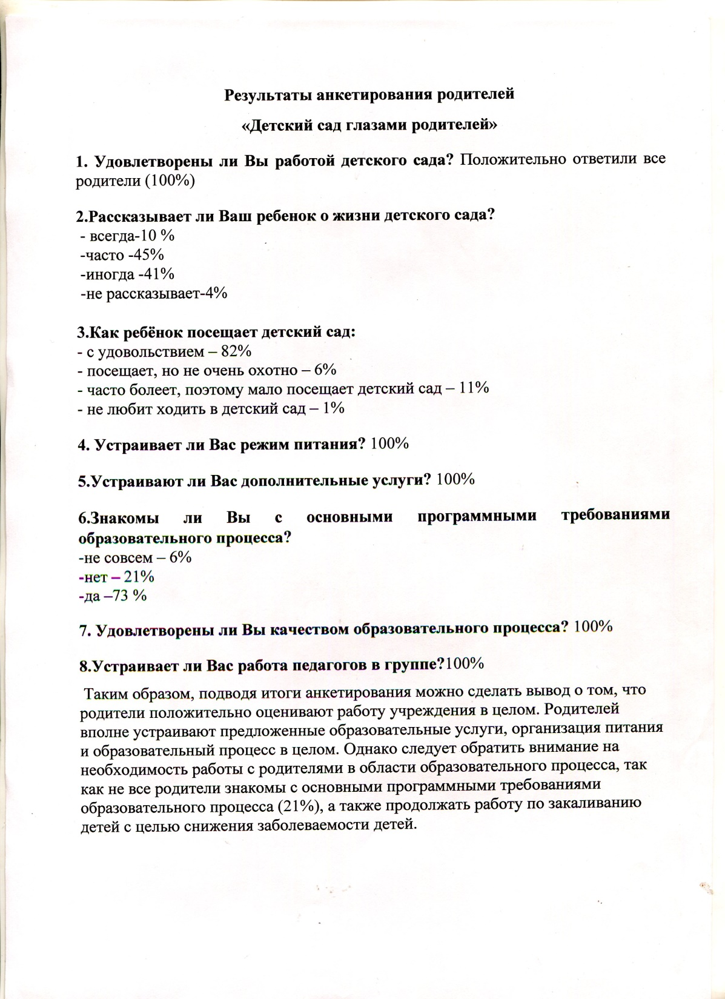 Результаты анкетирования родителей
«Детский сад глазами родителей»
1. Удовлетворены ли Вы работой детского сада? Положительно ответили все
родители (100%)
2.Рассказывает ли Ваш ребенок о жизни детского сада?
- всегда-10 %
-часто -45%
-иногда -41%
-не рассказывает-4%
3.Как ребёнок посещает детский сад:
- с удовольствием – 82%
- посещает, но не очень охотно – 6%
- часто болеет, поэтому мало посещает детский сад – 11%
- не любит ходить в детский сад – 1%
4. Устраивает ли Вас режим питания? 100%
5.Устраивают ли Вас дополнительные услуги? 100%
6.Знакомы ли Вы с основными программными требованиями
образовательного процесса?
-не совсем – 6%
-нет – 21%
-да –73 %
7. Удовлетворены ли Вы качеством образовательного процесса? 100%
8.Устраивает ли Вас работа педагогов в группе?100%
Таким образом, подводя итоги анкетирования можно сделать вывод о том, что
родители положительно оценивают работу учреждения в целом. Родителей
вполне устраивают предложенные образовательные услуги, организация питания
и образовательный процесс в целом. Однако следует обратить внимание на
необходимость работы с родителями в области образовательного процесса, так
как не все родители знакомы с основными программными требованиями
образовательного процесса (21%), а также продолжать работу по закаливанию
детей с целью снижения заболеваемости детей.